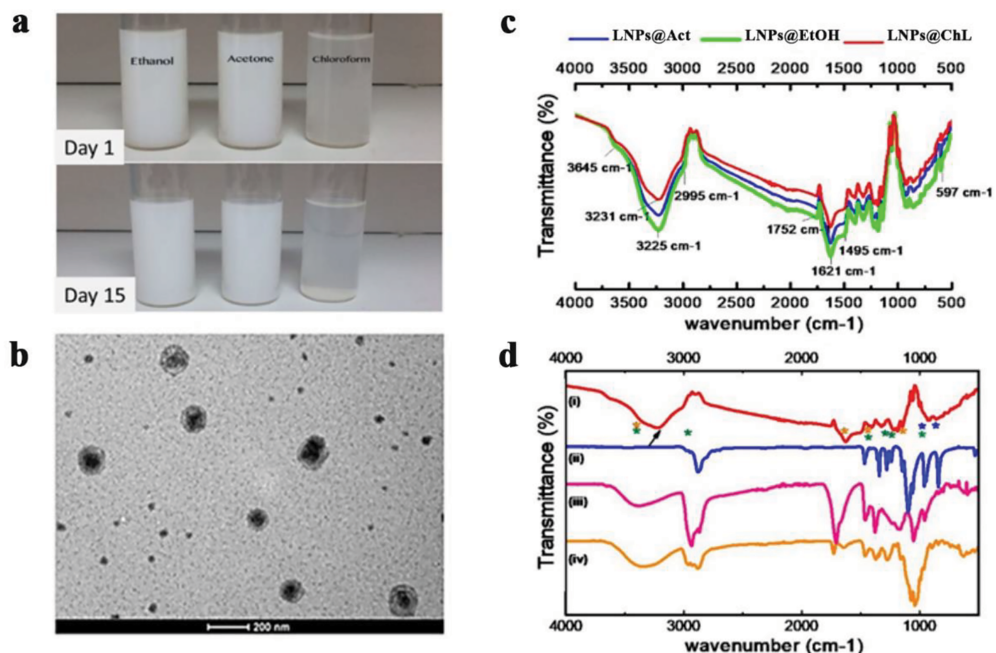 a
Ethanol
Acetone
Chloroform
Day 1
Day 15
b
200 nm
c
LNPs@Act LNPs@EtOH LNPs@ChL
4000 3500 3000 2500 2000 1500 1000 500
Transmittance (%)
3645 cm-1
3231 cm-1
2995 cm-1
3225 cm-1
1752 cm-1
1495 cm-1
1621 cm-1
597 cm-1
4000 3500 3000 2500 2000 1500 1000 500
wavenumber (cm-1)
d
4000 3000 2000 1000
Transmittance (%)
(i)
(ii)
(iii)
(iv)
4000 3000 2000 1000
wavenumber (cm-1)